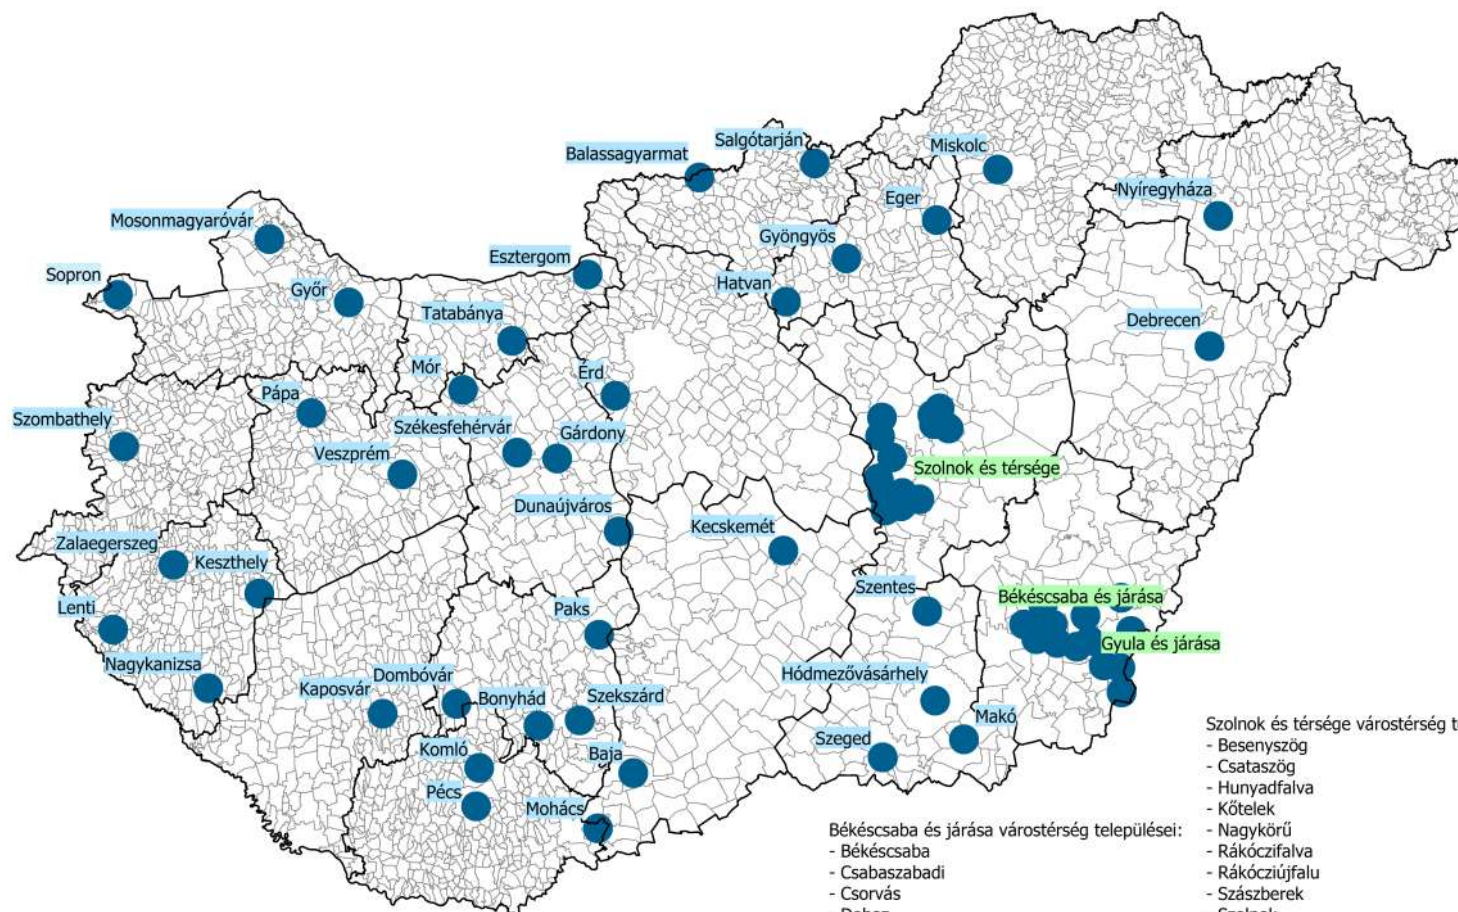 Salgótarján
Balassagyarmat
Miskolc
Nyíregyháza
Eger
Mosonmagyaróvár
Gyöngyös
Esztergom
Sopron
Győr
Hatvan
Tatabánya
Debrecen
Mór
Érd
Pápa
Szombathely
Székesfehérvár
Gárdony
Veszprém
Szolnok és térsége
Dunaújváros
Kecskemét
Zalaegerszeg
Keszthely
Szentes
Békéscsaba és járása
Lenti
Paks
Gyula és járása
Nagykanizsa
Dombóvár
Hódmezővásárhely
Kaposvár
Bonyhád
Szekszárd
Makó
Szeged
Komló
Baja
Pécs
Mohács
Szolnok és térsége várostérség t
- Besenyszög
- Csataszög
- Hunyadfalva
- Kőtelek
- Nagykörű
- Rákóczifalva
- Rákócziújfalu
- Szászberek
Békéscsaba és járása várostérség települései:
- Békéscsaba
- Csabaszabadi
- Csorvás